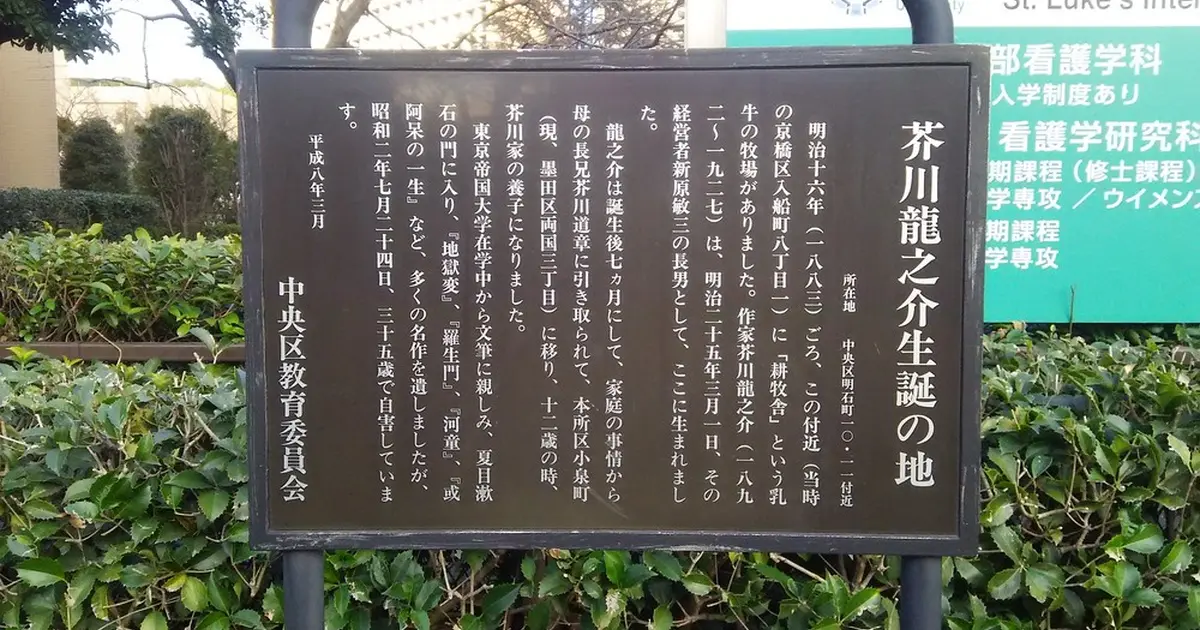 芥川龍之介生誕の地
所在地 中央区明石町一〇・一一付近
明治十六年(一八八三)ごろ、この付近(当時
の京橋区入船町八丁目一)に「耕牧舎」という乳
牛の牧場がありました。作家芥川龍之介(一八九
二〜一九二七)は、明治二十五年三月一日、その
経営者新原敏三の長男として、ここに生まれまし
た。
龍之介は誕生後七ヵ月にして、家庭の事情から
母の長兄芥川道章に引き取られて、本所区小泉町
(現、墨田区両国三丁目)に移り、十二歳の時、
芥川家の養子になりました。
東京帝国大学在学中から文筆に親しみ、夏目漱
石の門に入り、『地獄変』、『羅生門』、『河童』、『或
阿呆の一生』など、多くの名作を遺しましたが、
昭和二年七月二十四日、三十五歳で自害していま
す。
平成八年三月
中央区教育委員会
St. Luke's Inter
部看護学科
入学制度あり
看護学研究科
期課程(修士課程)
学専攻/ウイメン
期課程
学専攻